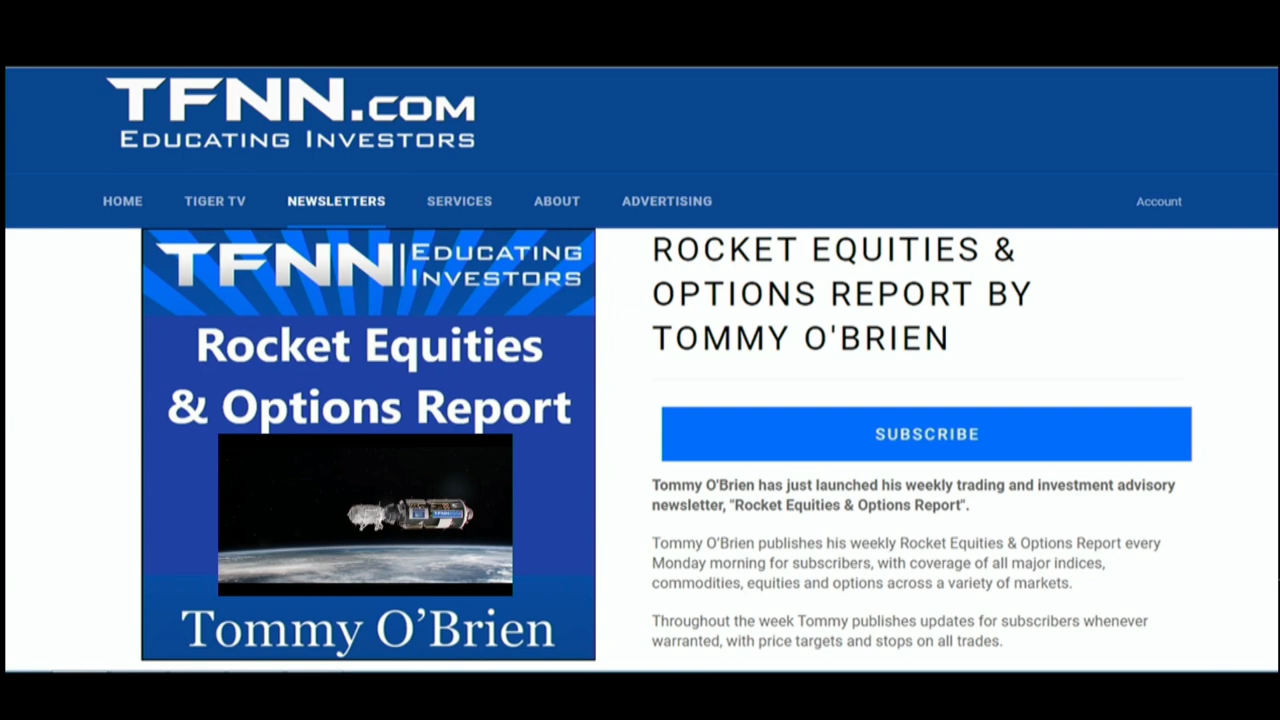 TFNN.COM
EDUCATING INVESTORS
HOME TIGER TV NEWSLETTERS SERVICES ABOUT ADVERTISING Account
TFNN EDUCATING
INVESTORS
Rocket Equities
& Options Report
TFNN
Tommy O’Brien
ROCKET EQUITIES &
OPTIONS REPORT BY
TOMMY O'BRIEN
SUBSCRIBE
Tommy O'Brien has just launched his weekly trading and investment advisory
newsletter, "Rocket Equities & Options Report".
Tommy O’Brien publishes his weekly Rocket Equities & Options Report every
Monday morning for subscribers, with coverage of all major indices,
commodities, equities and options across a variety of markets.
Throughout the week Tommy publishes updates for subscribers whenever
warranted, with price targets and stops on all trades.